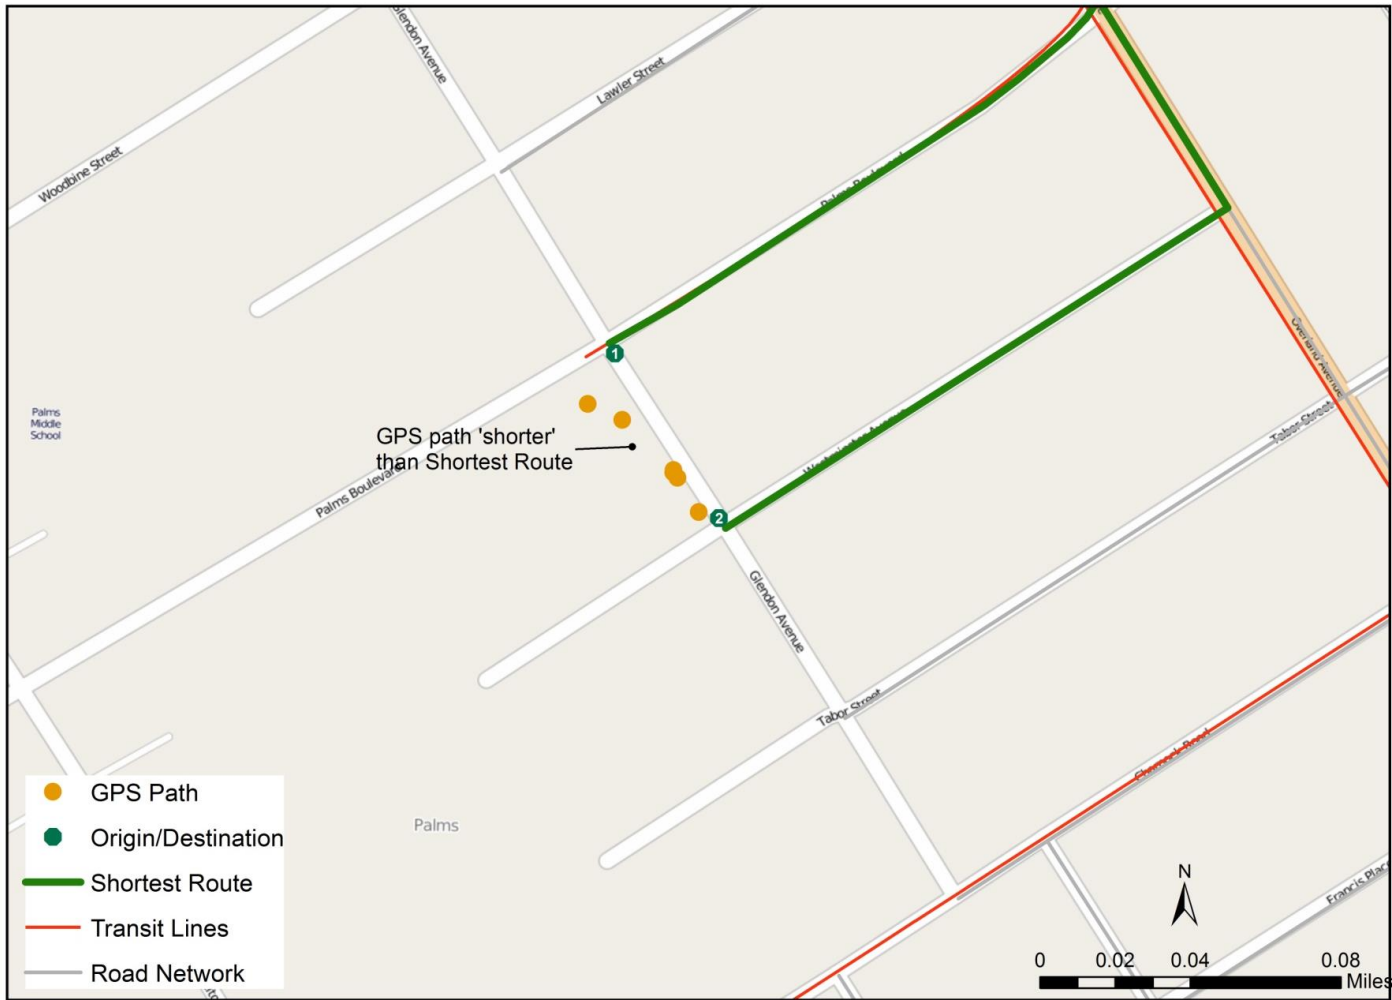 Glendon Avenue
Lawler Street
Woodbine Street
Palms Boulevard
Overland Avenue
1
Palms
Middle
School
GPS path 'shorter'
than Shortest Route
Westminster Avenue
Tabor Street
Palms Boulevard
2
Glendon Avenue
Tabor Street
Charnock Road
Palms
GPS Path
Origin/Destination
Shortest Route
Transit Lines
Road Network
N
Francis Place
0 0.02 0.04 0.08
Miles